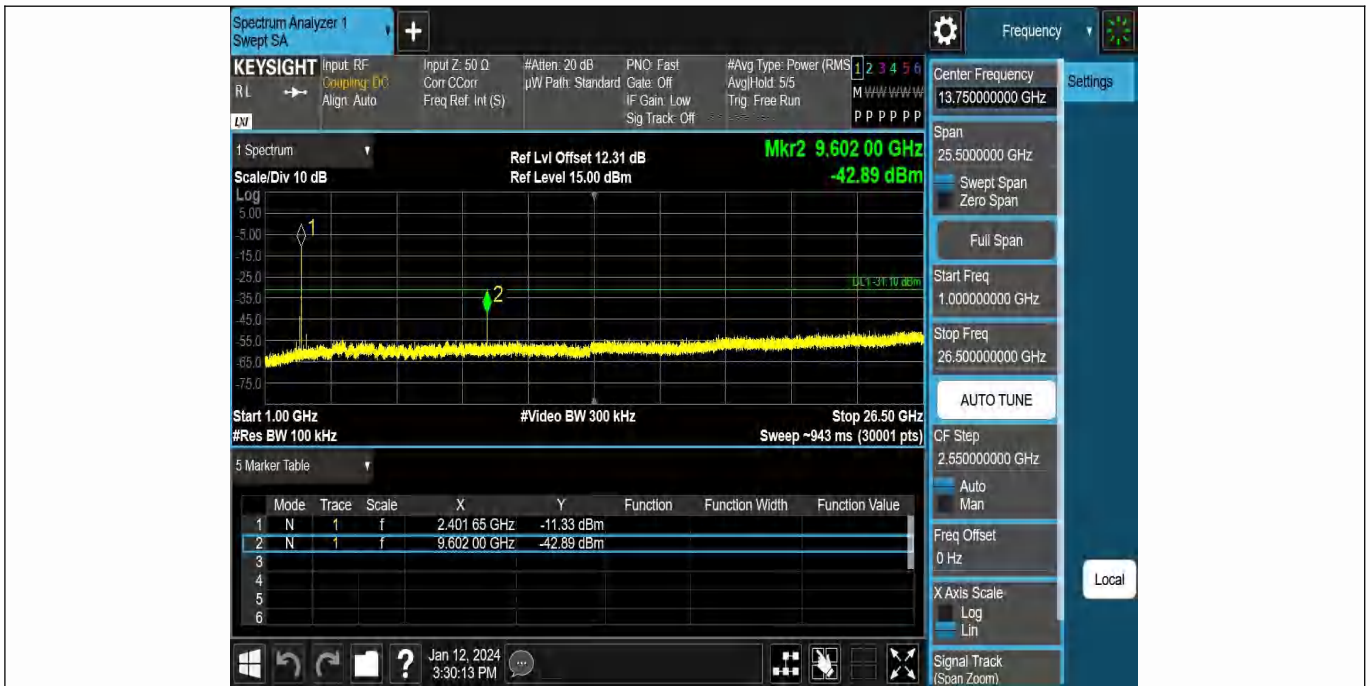 Spectrum Analyzer 1
Swept SA
Frequency
KEYSIGHT
RL
LXI
Input: RF
Coupling: DC
Align: Auto
Input Z: 50 Ω
Corr CCorr
Freq Ref: Int (S)
#Atten: 20 dB
µW Path: Standard
PNO: Fast
Gate: Off
IF Gain: Low
Sig Track: Off
#Avg Type: Power (RMS
Avg|Hold: 5/5
Trig: Free Run
1 2 3 4 5 6
M W W W W W
P P P P P P
1 Spectrum
Scale/Div 10 dB
Log
Ref Lvl Offset 12.31 dB
Ref Level 15.00 dBm
Mkr2 9.602 00 GHz
-42.89 dBm
5.00
-5.00
-15.0
-25.0
-35.0
-45.0
-55.0
-65.0
-75.0
1
2
DL1 -31.10 dBm
Start 1.00 GHz
#Video BW 300 kHz
Stop 26.50 GHz
#Res BW 100 kHz
Sweep ~943 ms (30001 pts)
5 Marker Table
Mode Trace Scale X Y Function Function Width Function Value
1 N 1 f 2.401 65 GHz -11.33 dBm
2 N 1 f 9.602 00 GHz -42.89 dBm
3
4
5
6
Jan 12, 2024
3:30:13 PM
Center Frequency
13.750000000 GHz
Settings
Span
25.5000000 GHz
Swept Span
Zero Span
Full Span
Start Freq
1.000000000 GHz
Stop Freq
26.500000000 GHz
AUTO TUNE
CF Step
2.550000000 GHz
Auto
Man
Freq Offset
0 Hz
X Axis Scale
Log
Lin
Signal Track
(Span Zoom)
Local